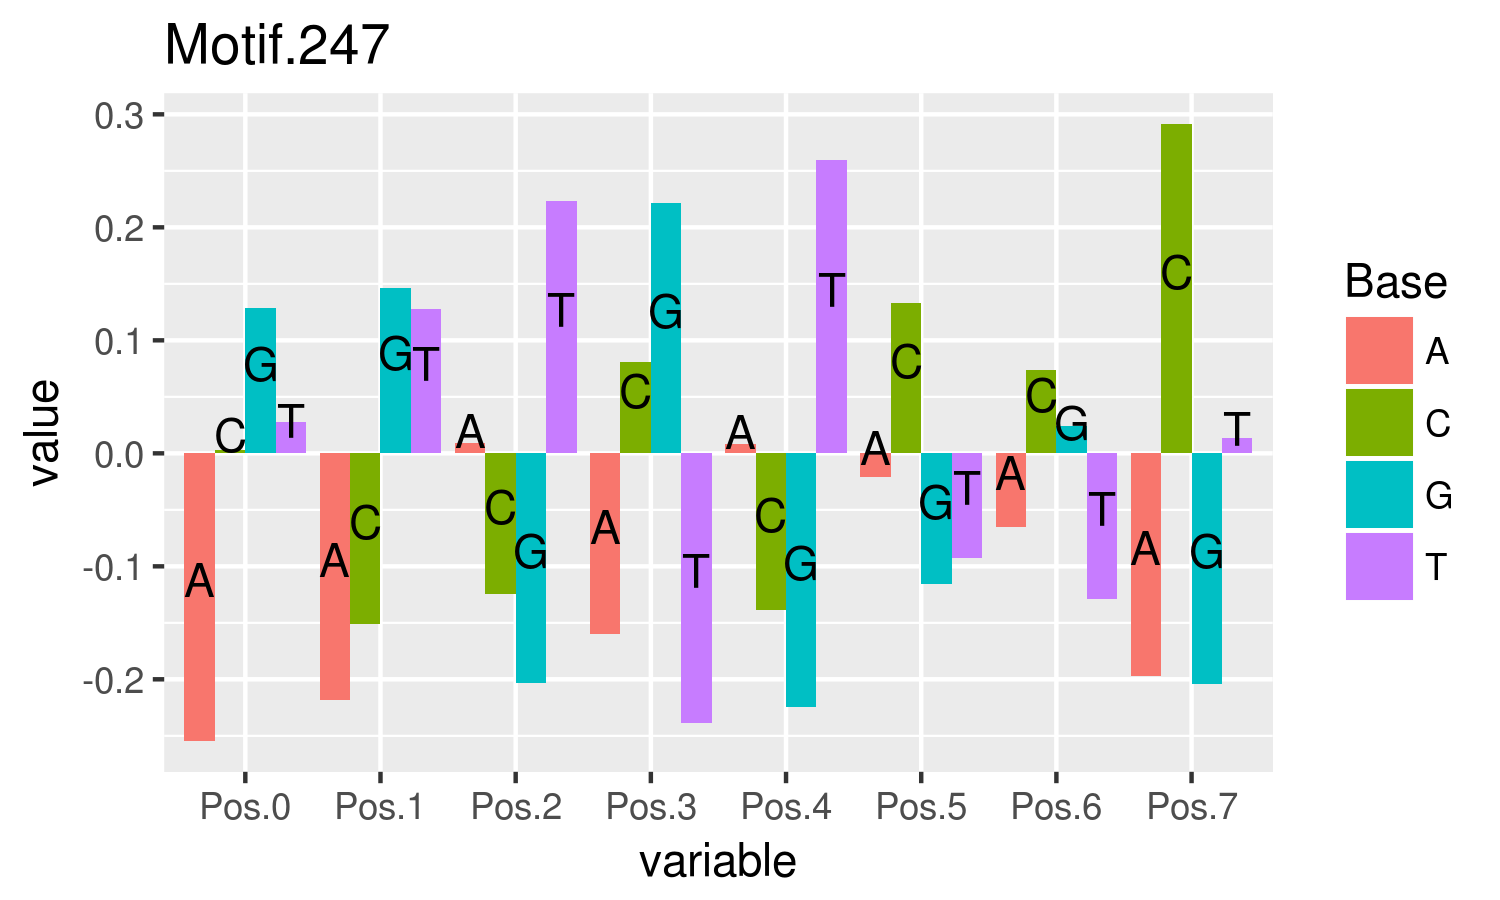 Motif.247
0.3
0.2
0.1
0.0
-0.1
-0.2
value
A C G T
A C G T
A C G T
A C G T
A C G T
A C G T
A C G T
A C G T
Pos.0 Pos.1 Pos.2 Pos.3 Pos.4 Pos.5 Pos.6 Pos.7
variable
Base
A
C
G
T